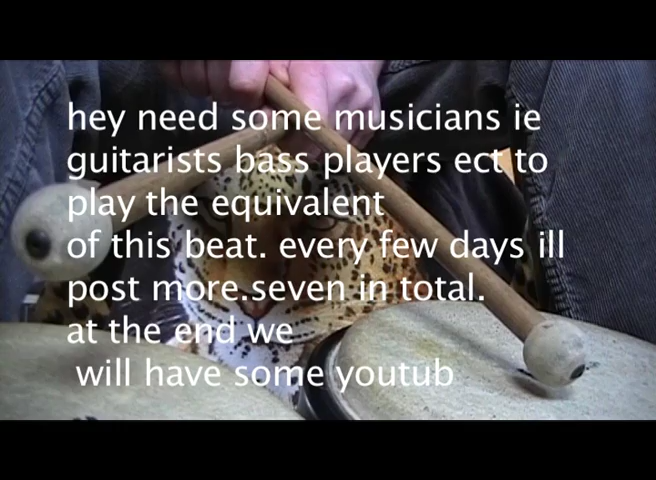 hey need some musicians ie
guitarists bass players ect to
play the equivalent
of this beat. every few days ill
post more.seven in total.
at the end we
will have some youtub